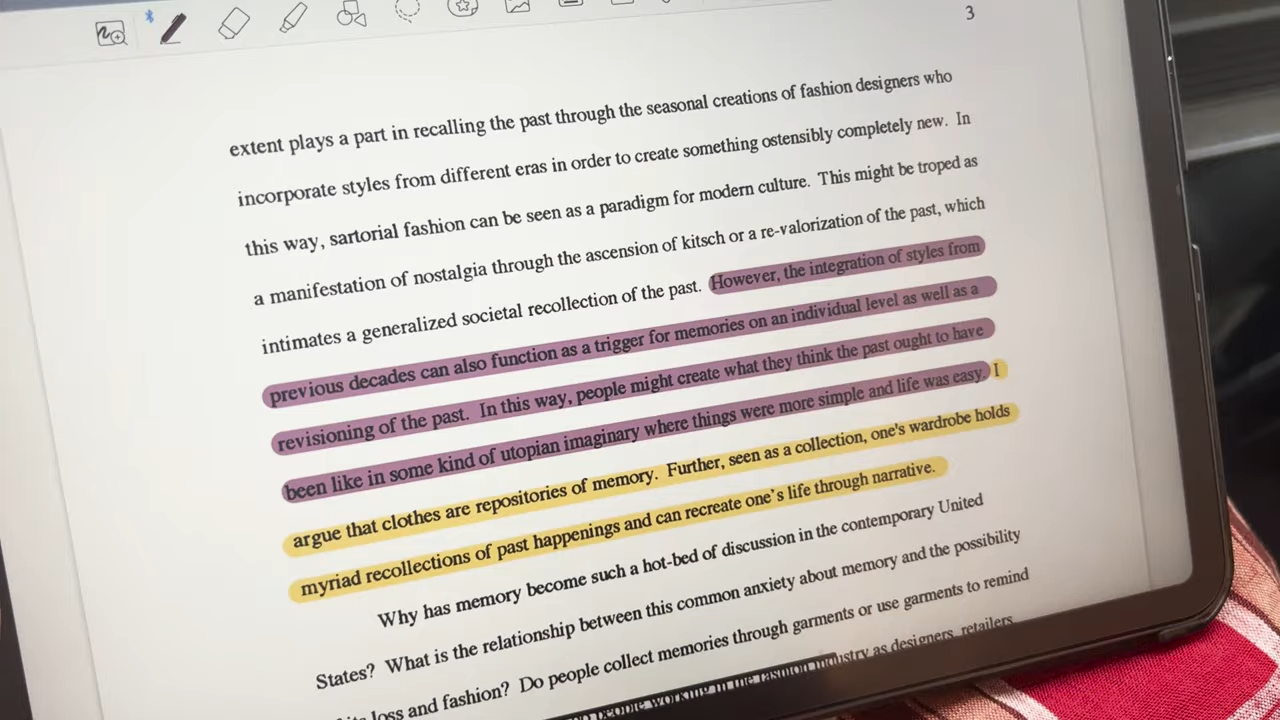 3
extent plays a part in recalling the past through the seasonal creations of fashion designers who
incorporate styles from different eras in order to create something ostensibly completely new. In
this way, sartorial fashion can be seen as a paradigm for modern culture. This might be troped as
a manifestation of nostalgia through the ascension of kitsch or a re-valorization of the past, which
intimates a generalized societal recollection of the past. However, the integration of styles from
previous decades can also function as a trigger for memories on an individual level as well as a
revisioning of the past. In this way, people might create what they think the past ought to have
been like in some kind of utopian imaginary where things were more simple and life was easy. I
argue that clothes are repositories of memory. Further, seen as a collection, one's wardrobe holds
myriad recollections of past happenings and can recreate one’s life through narrative.
Why has memory become such a hot-bed of discussion in the contemporary United
States? What is the relationship between this common anxiety about memory and the possibility
loss and fashion? Do people collect memories through garments or use garments to remind
people working in the fashion industry as designers, retailers